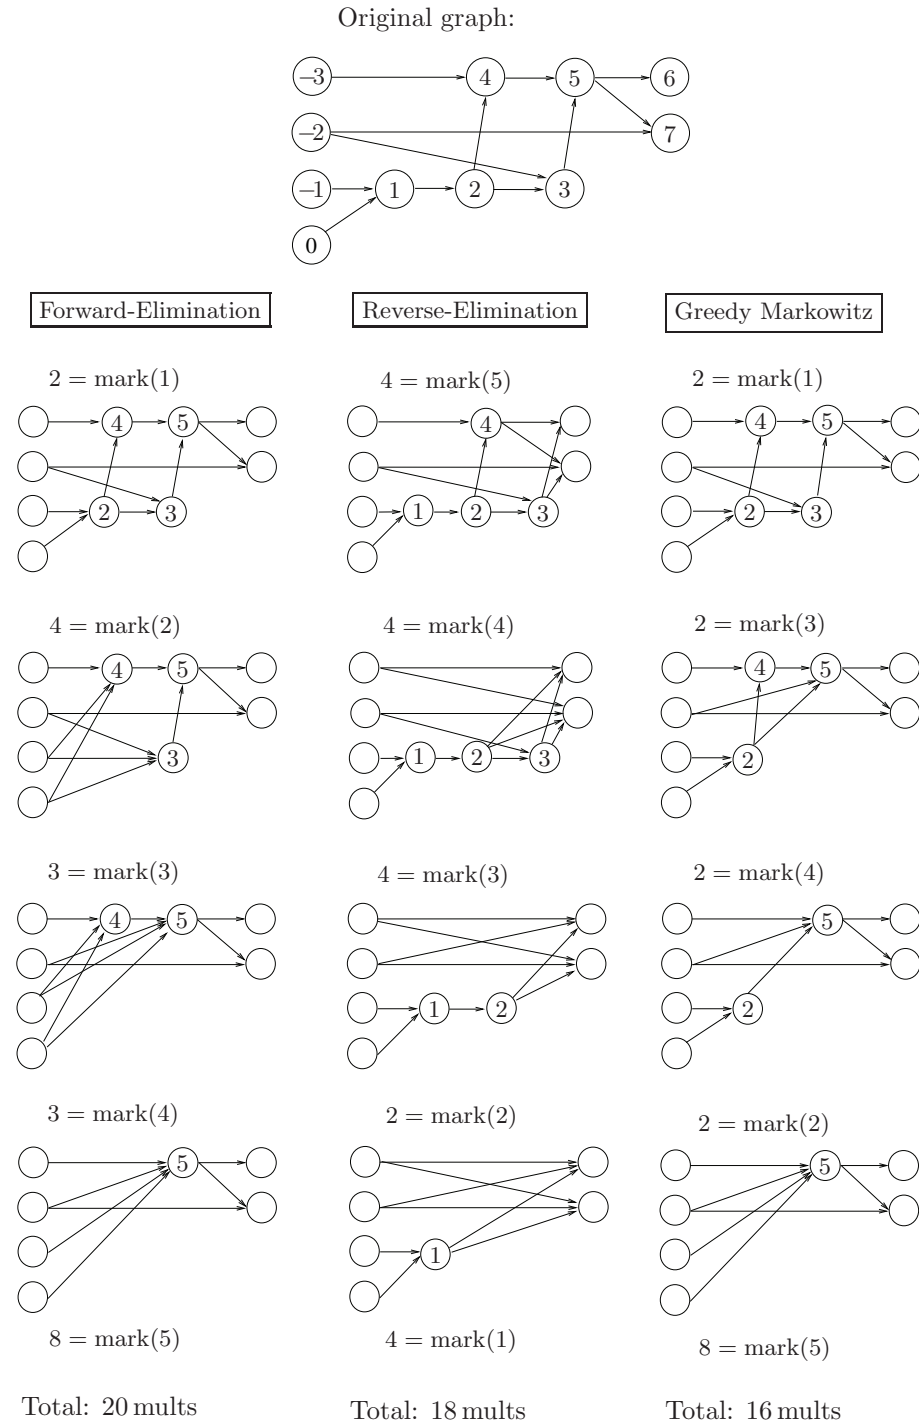 Original graph:
−3 4 5 6
−2 7
−1 1 2 3
0
Forward-Elimination Reverse-Elimination Greedy Markowitz
2 = mark(1) 4 = mark(5) 2 = mark(1)
4 5 4 4 5
2 3 1 2 3 2 3
4 = mark(2) 4 = mark(4) 2 = mark(3)
4 5 4 5
3 1 2 3 2
3 = mark(3) 4 = mark(3) 2 = mark(4)
4 5 5
1 2 2
3 = mark(4) 2 = mark(2) 2 = mark(2)
5 5
1
8 = mark(5) 4 = mark(1) 8 = mark(5)
Total: 20 mults Total: 18 mults Total: 16 mults